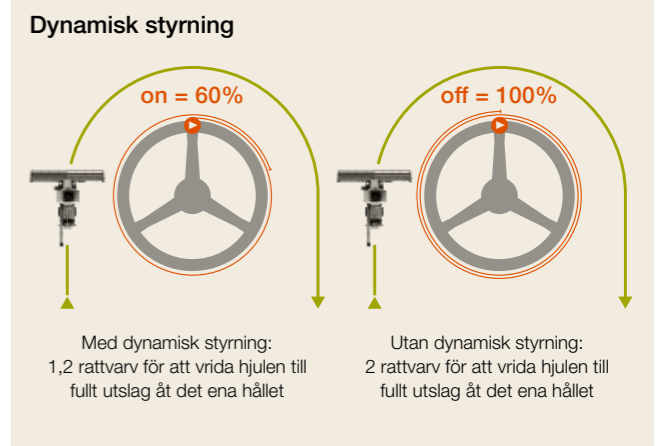 Dynamisk styrning
on = 60%
Med dynamisk styrning:
1,2 rattvarv för att vrida hjulen till
fullt utslag åt det ena hållet
off = 100%
Utan dynamisk styrning:
2 rattvarv för att vrida hjulen till
fullt utslag åt det ena hållet